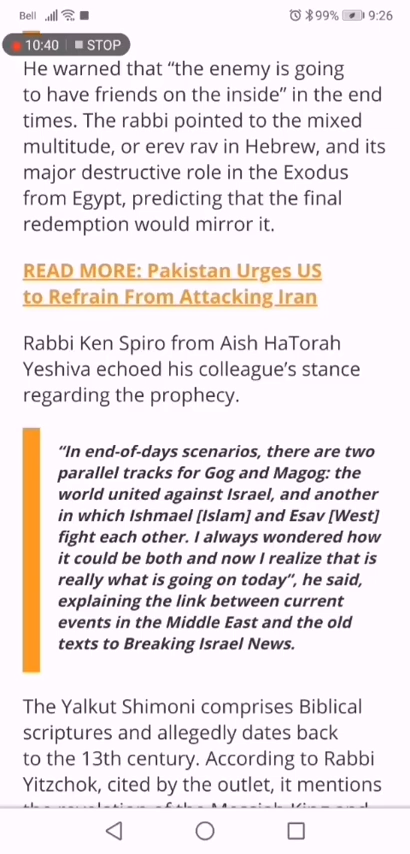 Bell 99% 9:26
10:40 STOP
He warned that “the enemy is going
to have friends on the inside” in the end
times. The rabbi pointed to the mixed
multitude, or erev rav in Hebrew, and its
major destructive role in the Exodus
from Egypt, predicting that the final
redemption would mirror it.
READ MORE: Pakistan Urges US
to Refrain From Attacking Iran
Rabbi Ken Spiro from Aish HaTorah
Yeshiva echoed his colleague’s stance
regarding the prophecy.
“In end-of-days scenarios, there are two
parallel tracks for Gog and Magog: the
world united against Israel, and another
in which Ishmael [Islam] and Esav [West]
fight each other. I always wondered how
it could be both and now I realize that is
really what is going on today”, he said,
explaining the link between current
events in the Middle East and the old
texts to Breaking Israel News.
The Yalkut Shimoni comprises Biblical
scriptures and allegedly dates back
to the 13th century. According to Rabbi
Yitzchok, cited by the outlet, it mentions